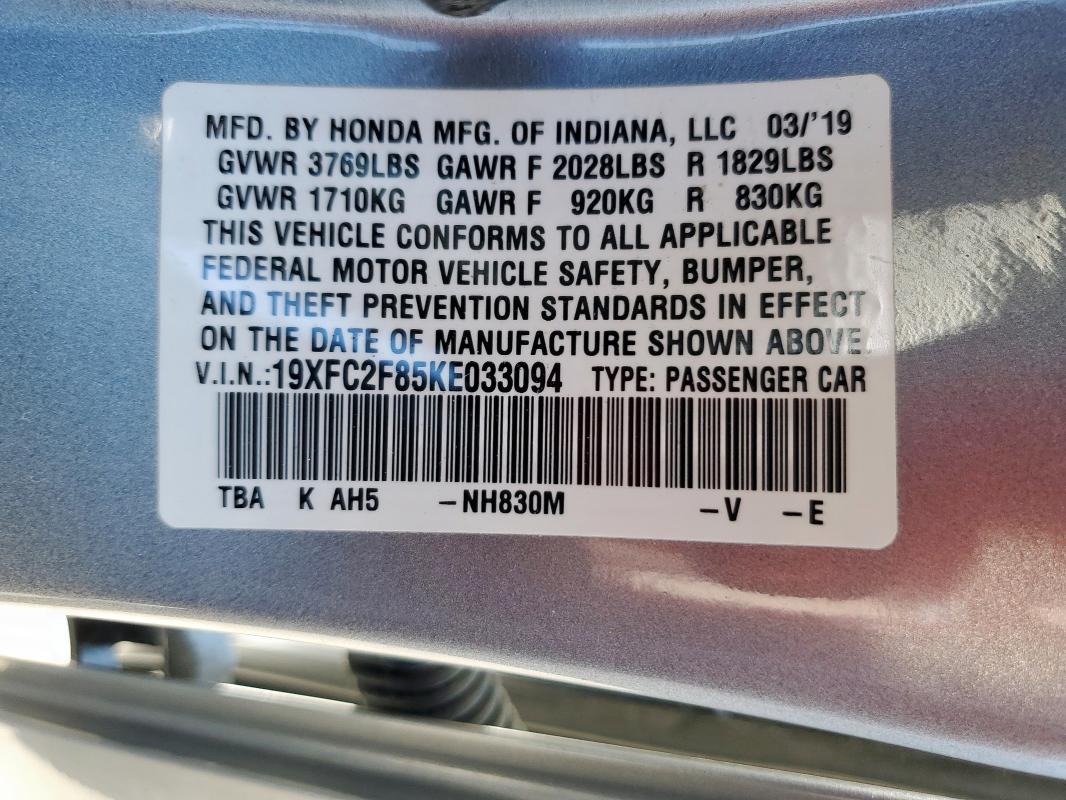 MFD. BY HONDA MFG. OF INDIANA, LLC 03/'19
GVWR 3769LBS GAWR F 2028LBS R 1829LBS
GVWR 1710KG GAWR F 920KG R 830KG
THIS VEHICLE CONFORMS TO ALL APPLICABLE
FEDERAL MOTOR VEHICLE SAFETY, BUMPER,
AND THEFT PREVENTION STANDARDS IN EFFECT
ON THE DATE OF MANUFACTURE SHOWN ABOVE.
V.I.N.:19XFC2F85KE033094 TYPE: PASSENGER CAR
TBA K AH5 –NH830M –V –E